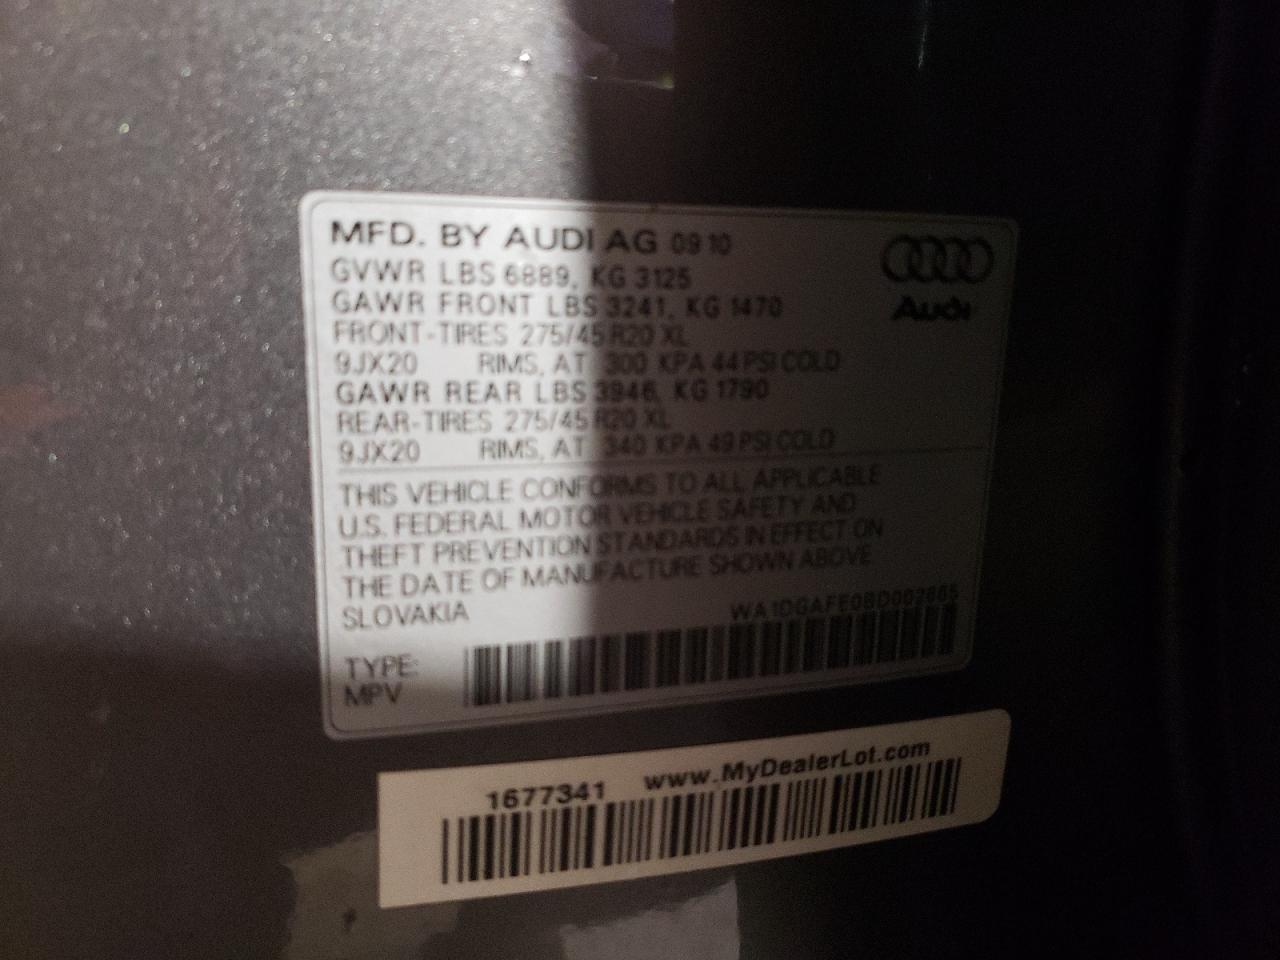 MFD. BY AUDI AG 09 10
GVWR LBS 6889, KG 3125
GAWR FRONT LBS 3241, KG 1470
FRONT-TIRES 275/45 R20 XL
9JX20 RIMS, AT 300 KPA 44 PSI COLD
GAWR REAR LBS 3946, KG 1790
REAR-TIRES 275/45 R20 XL
9JX20 RIMS, AT 340 KPA 49 PSI COLD
Audi
THIS VEHICLE CONFORMS TO ALL APPLICABLE
U.S. FEDERAL MOTOR VEHICLE SAFETY AND
THEFT PREVENTION STANDARDS IN EFFECT ON
THE DATE OF MANUFACTURE SHOWN ABOVE
SLOVAKIA
TYPE:
MPV
1677341 www.MyDealerLot.com